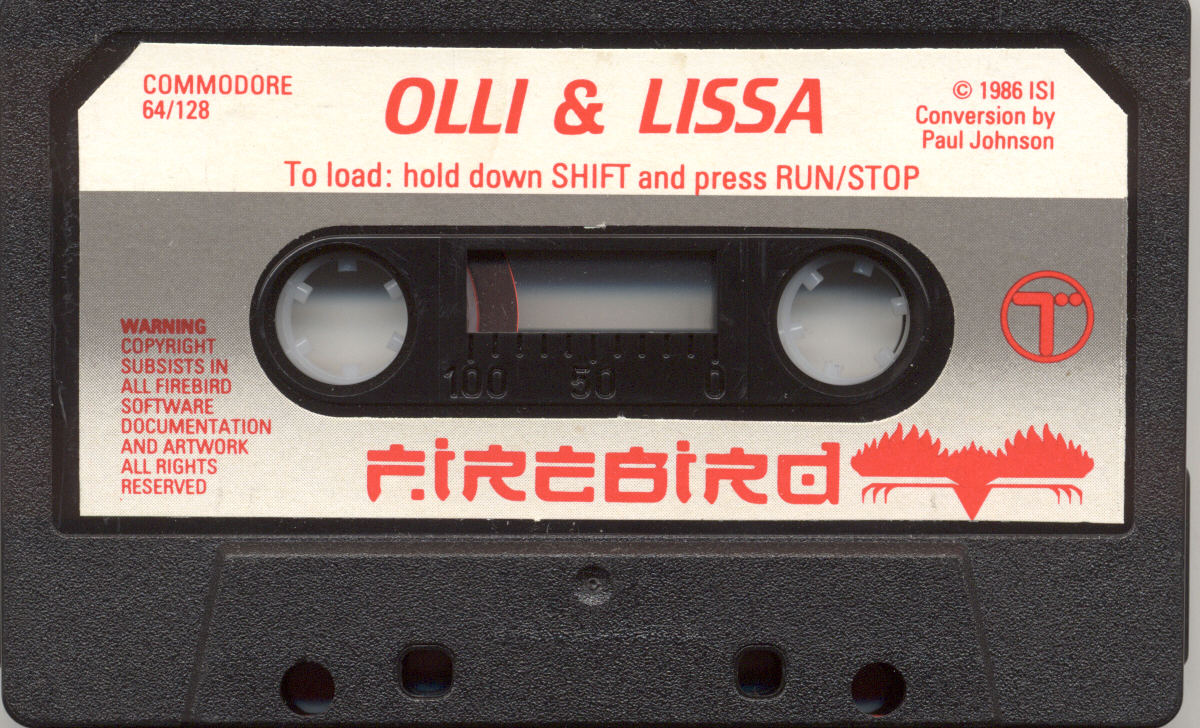 COMMODORE
64/128
OLLI & LISSA
© 1986 ISI
Conversion by
Paul Johnson
To load: hold down SHIFT and press RUN/STOP
100 50 0
WARNING
COPYRIGHT
SUBSISTS IN
ALL FIREBIRD
SOFTWARE
DOCUMENTATION
AND ARTWORK
ALL RIGHTS
RESERVED
FIREBIRD